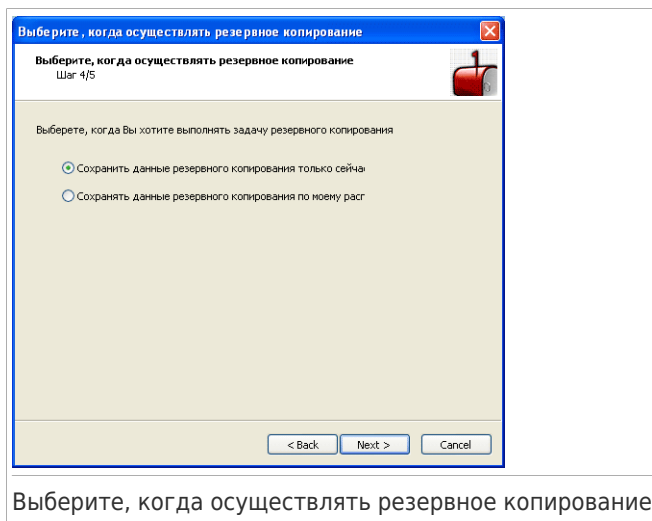 Выберите, когда осуществлять резервное копирование
Выберите, когда осуществлять резервное копирование
Шаг 4/5
Выберете, когда Вы хотите выполнять задачу резервного копирования
Сохранить данные резервного копирования только сейча
Сохранять данные резервного копирования по моему расп
< Back
Next >
Cancel
Выберите, когда осуществлять резервное копирование